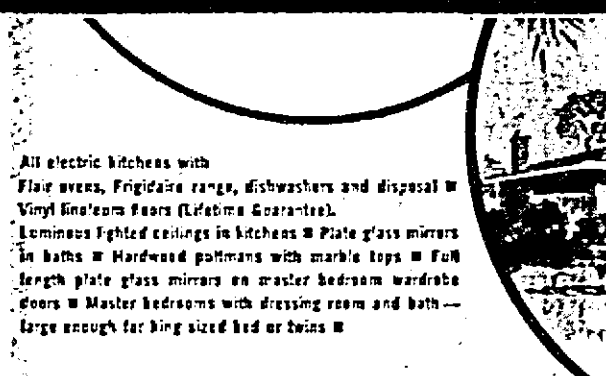 All electric kitchens with
Flair ovens, Frigidaire range, dishwashers and disposal ■
Vinyl linoleum floors (Lifetime Guarantee).
Luminous lighted ceilings in kitchens ■ Plate glass mirrors
in baths ■ Hardwood pullmans with marble tops ■ Full
length plate glass mirrors on master bedroom wardrobe
doors ■ Master bedrooms with dressing room and bath —
large enough for king sized bed or twins ■